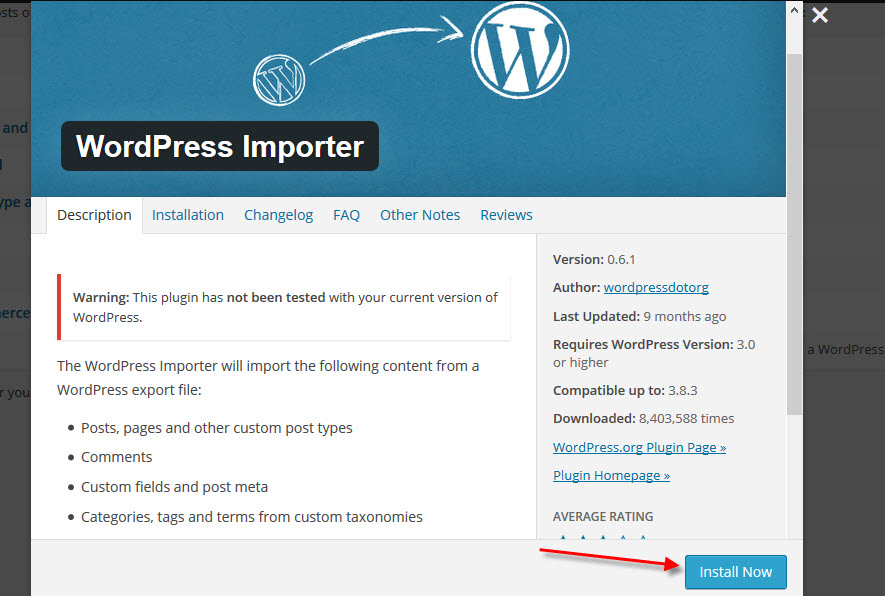 WordPress Importer
Description Installation Changelog FAQ Other Notes Reviews
Warning: This plugin has not been tested with your current version of
WordPress.
The WordPress Importer will import the following content from a
WordPress export file:
Posts, pages and other custom post types
Comments
Custom fields and post meta
Categories, tags and terms from custom taxonomies
Version: 0.6.1
Author: wordpressdotorg
Last Updated: 9 months ago
Requires WordPress Version: 3.0
or higher
Compatible up to: 3.8.3
Downloaded: 8,403,588 times
WordPress.org Plugin Page »
Plugin Homepage »
AVERAGE RATING
Install Now
and
a WordPress